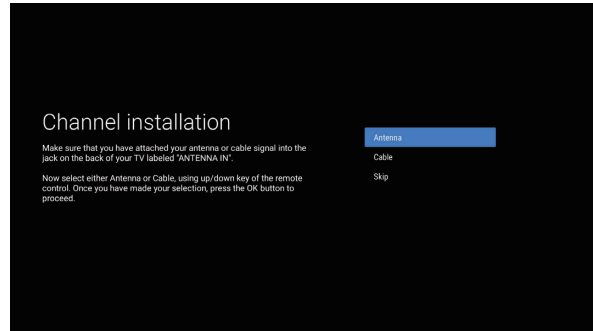 Channel installation
Make sure that you have attached your antenna or cable signal into the
jack on the back of your TV labeled "ANTENNA IN".
Now select either Antenna or Cable, using up/down key of the remote
control. Once you have made your selection, press the OK button to
proceed.
Antenna
Cable
Skip